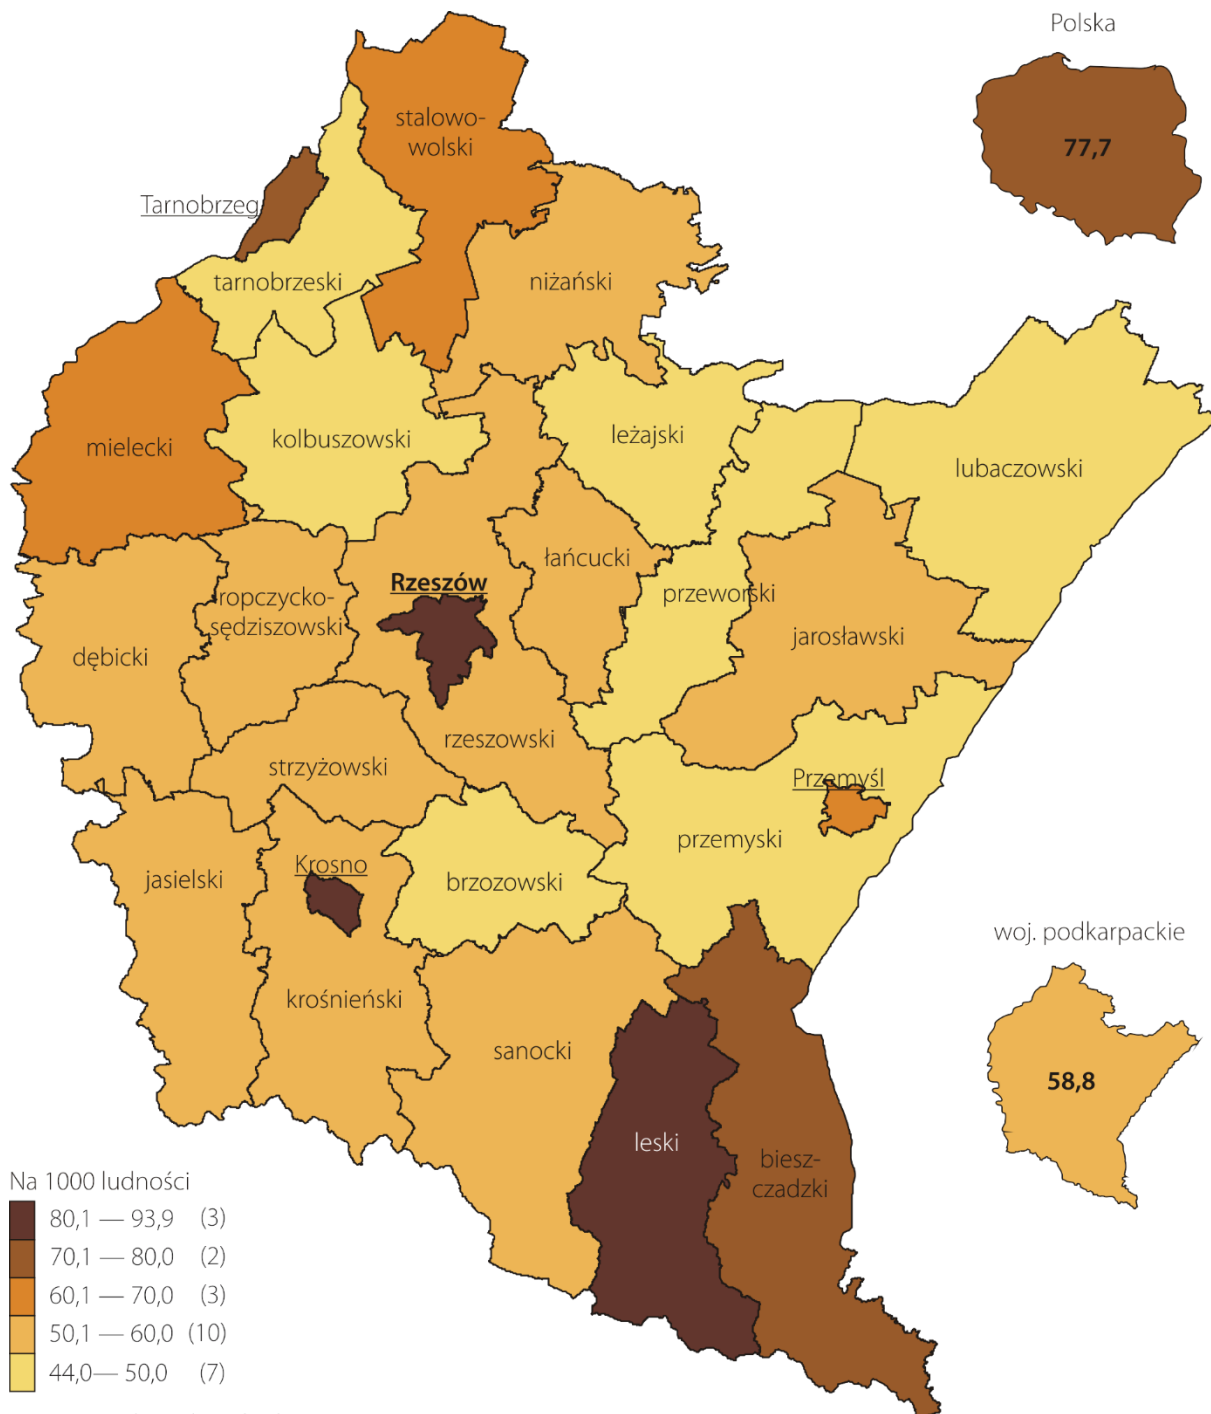 Polska
77,7
stalowo-
wolski
Tarnobrzeg
tarnobrzeski
niżański
mielecki
kolbuszowski
leżajski
lubaczowski
łańcucki
Rzeszów
ropczycko-
sędziszowski
przeworski
jarosławski
dębicki
rzeszowski
strzyżowski
Przemyśl
przemyski
Krosno
jasielski
brzozowski
woj. podkarpackie
58,8
krośnieński
sanocki
leski
biesz-
czadzki
Na 1000 ludności
80,1 — 93,9 (3)
70,1 — 80,0 (2)
60,1 — 70,0 (3)
50,1 — 60,0 (10)
44,0— 50,0 (7)